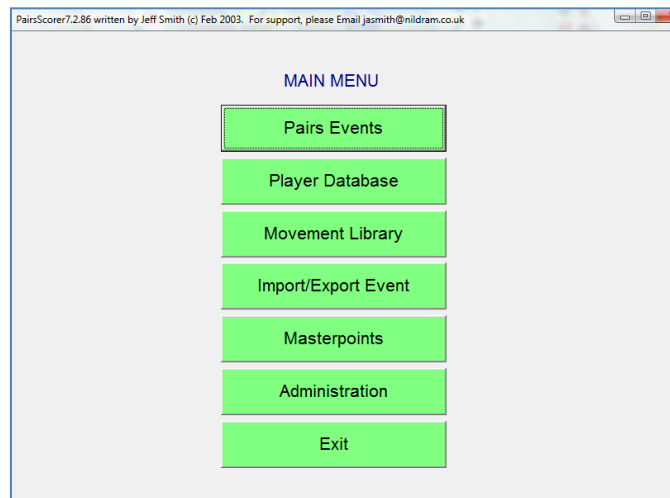 PairsScorer7.2.86 written by Jeff Smith (c) Feb 2003. For support, please Email jasmith@nildram.co.uk
MAIN MENU
Pairs Events
Player Database
Movement Library
Import/Export Event
Masterpoints
Administration
Exit